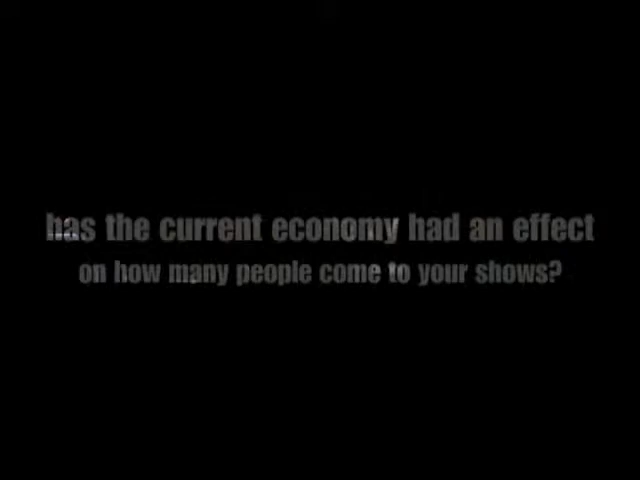 has the current economy had an effect
on how many people come to your shows?